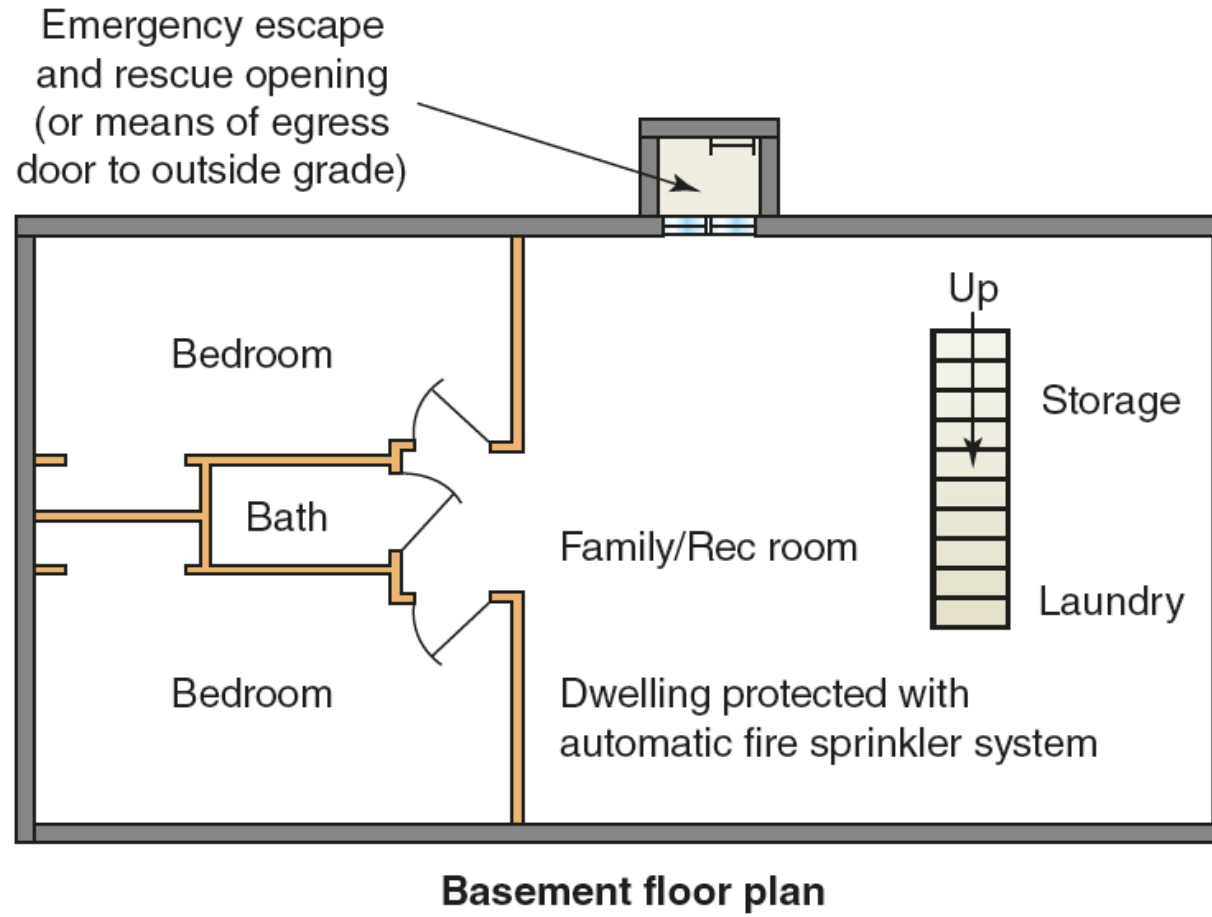 Emergency escape
and rescue opening
(or means of egress
door to outside grade)
Up
Bedroom
Storage
Bath
Family/Rec room
Laundry
Bedroom
Dwelling protected with
automatic fire sprinkler system
Basement floor plan